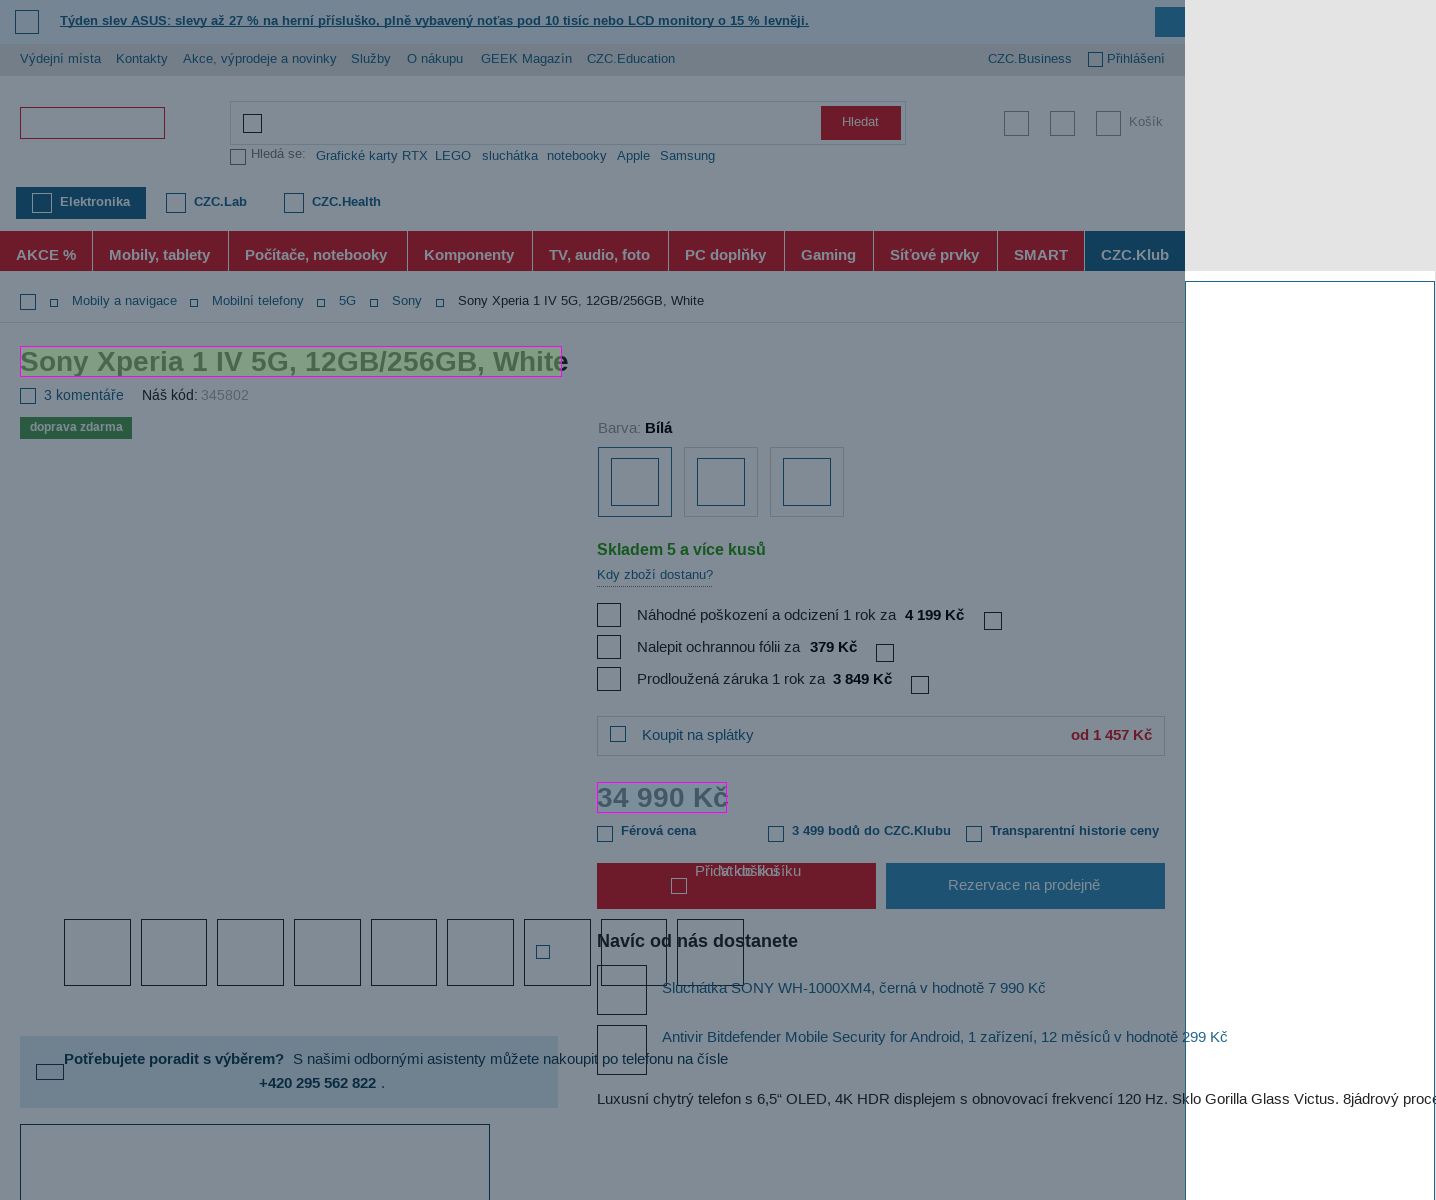 Týden slev ASUS: slevy až 27 % na herní přísluško, plně vybavený noťas pod 10 tisíc nebo LCD monitory o 15 % levněji.
Výdejní místa Kontakty Akce, výprodeje a novinky Služby O nákupu GEEK Magazín CZC.Education CZC.Business Přihlášení
Hledat Košík
Hledá se: Grafické karty RTX LEGO sluchátka notebooky Apple Samsung
Elektronika CZC.Lab CZC.Health
AKCE % Mobily, tablety Počítače, notebooky Komponenty TV, audio, foto PC doplňky Gaming Síťové prvky SMART CZC.Klub
Mobily a navigace Mobilní telefony 5G Sony Sony Xperia 1 IV 5G, 12GB/256GB, White
Sony Xperia 1 IV 5G, 12GB/256GB, White
3 komentáře Náš kód: 345802
doprava zdarma
Barva: Bílá
Skladem 5 a více kusů
Kdy zboží dostanu?
Náhodné poškození a odcizení 1 rok za 4 199 Kč
Nalepit ochrannou fólii za 379 Kč
Prodloužená záruka 1 rok za 3 849 Kč
Koupit na splátky od 1 457 Kč
34 990 Kč
Férová cena 3 499 bodů do CZC.Klubu Transparentní historie ceny
Přidat do košíku
Rezervace na prodejně
Navíc od nás dostanete
Sluchátka SONY WH-1000XM4, černá v hodnotě 7 990 Kč
Antivir Bitdefender Mobile Security for Android, 1 zařízení, 12 měsíců v hodnotě 299 Kč
Potřebujete poradit s výběrem? S našimi odbornými asistenty můžete nakoupit po telefonu na čísle
+420 295 562 822 .
Luxusní chytrý telefon s 6,5“ OLED, 4K HDR displejem s obnovovací frekvencí 120 Hz. Sklo Gorilla Glass Victus. 8jádrový proce